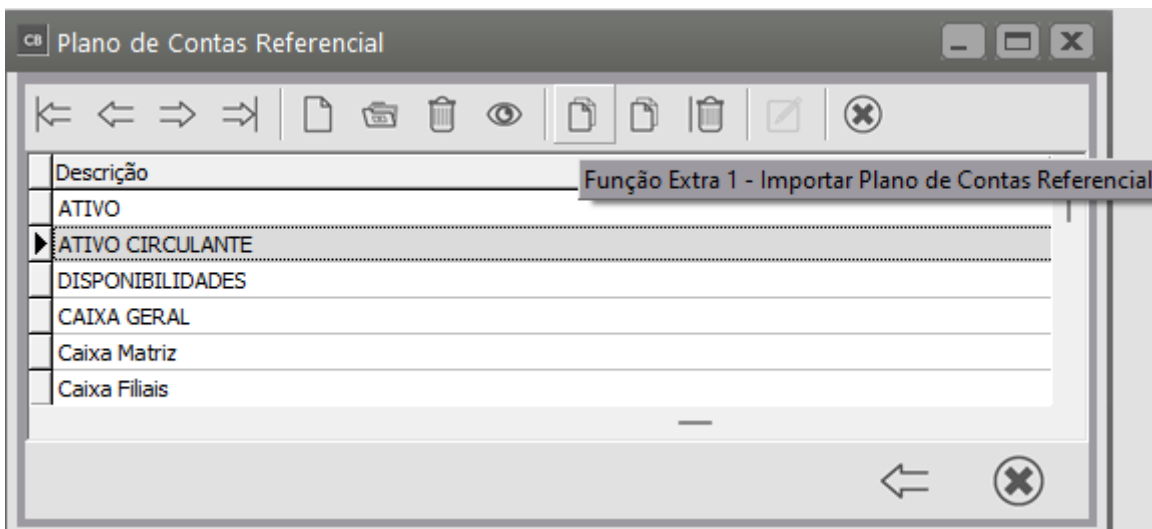 CB Plano de Contas Referencial
Descrição
Função Extra 1 - Importar Plano de Contas Referencial
ATIVO
ATIVO CIRCULANTE
DISPONIBILIDADES
CAIXA GERAL
Caixa Matriz
Caixa Filiais